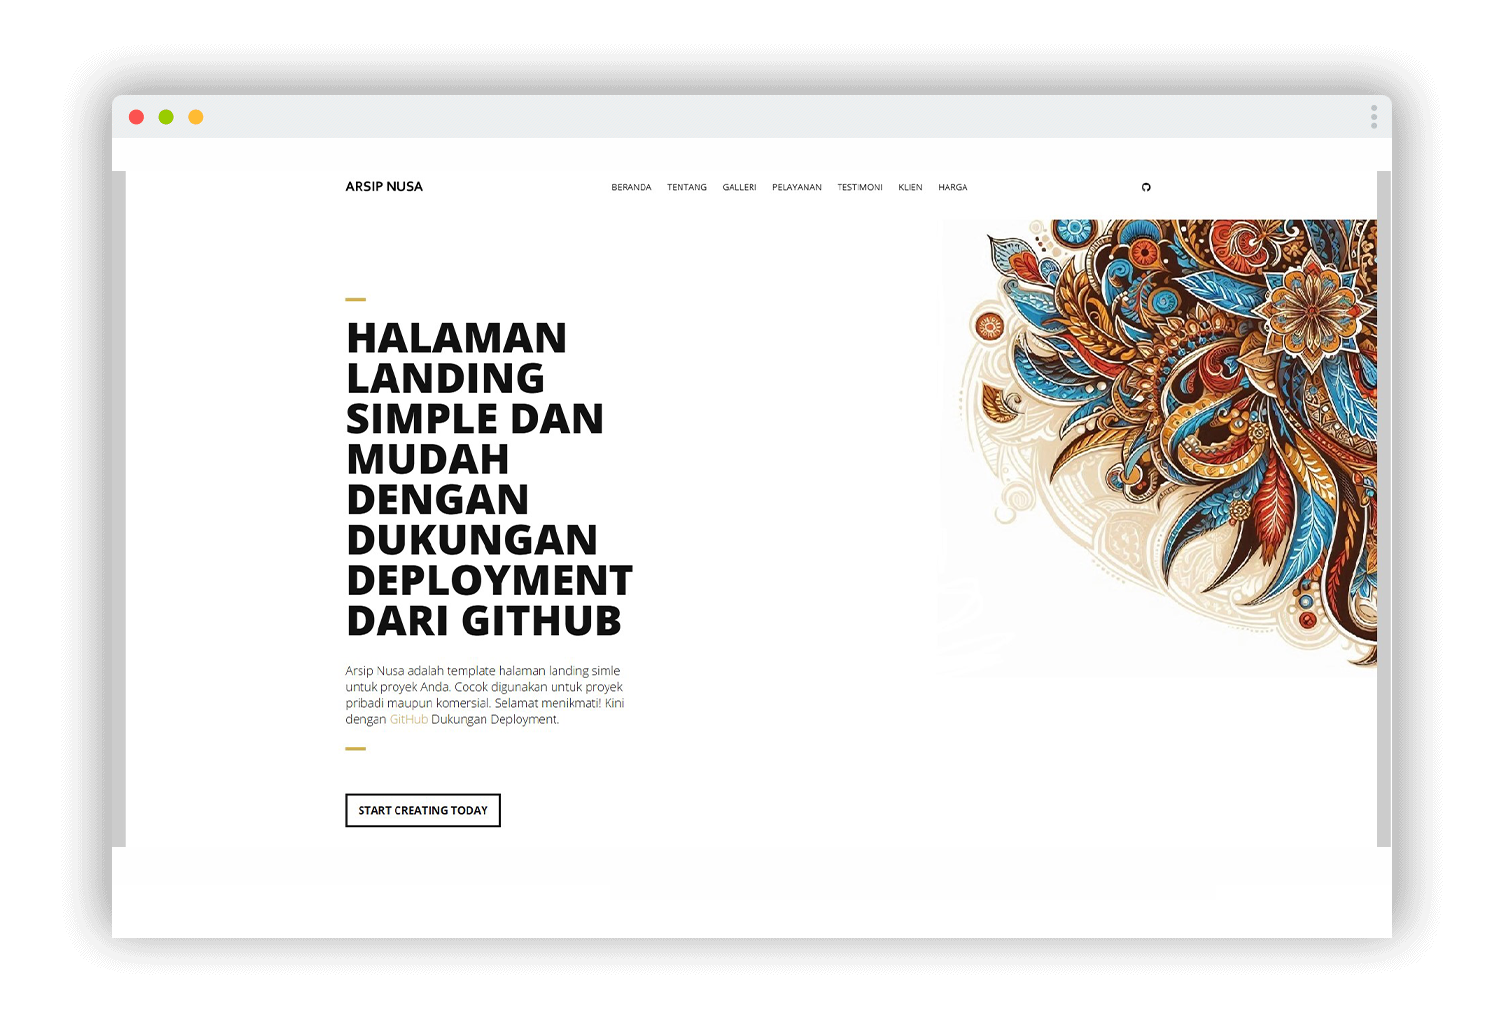 ARSIP NUSA
BERANDA TENTANG GALLERI PELAYANAN TESTIMONI KLIEN HARGA
HALAMAN
LANDING
SIMPLE DAN
MUDAH
DENGAN
DUKUNGAN
DEPLOYMENT
DARI GITHUB
Arsip Nusa adalah template halaman landing simle
untuk proyek Anda. Cocok digunakan untuk proyek
pribadi maupun komersial. Selamat menikmati! Kini
dengan GitHub Dukungan Deployment.
START CREATING TODAY